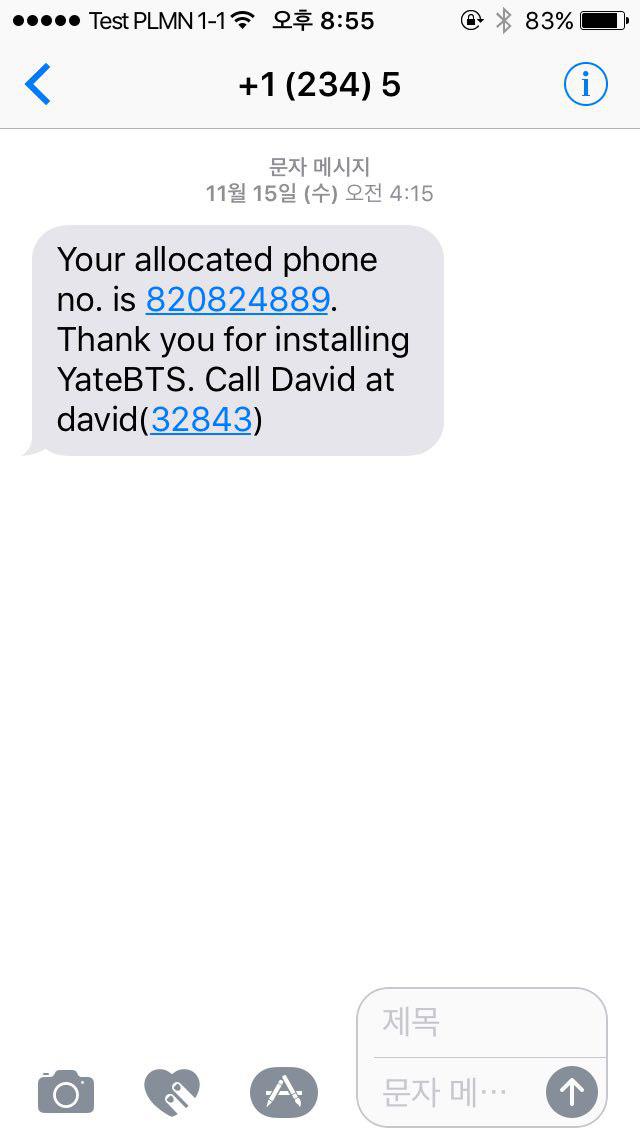 Test PLMN 1-1 오후 8:55 83%
+1 (234) 5
문자 메시지
11월 15일 (수) 오전 4:15
Your allocated phone
no. is 820824889.
Thank you for installing
YateBTS. Call David at
david(32843)
제목
문자 메…